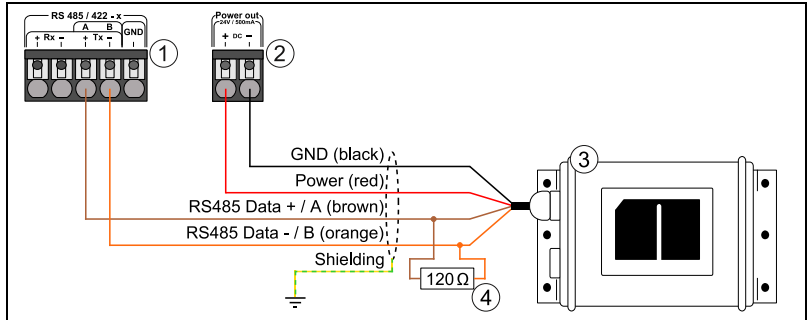 RS 485 / 422 - x
A B
+ Rx − + Tx − GND
1
Power out
24V / 500mA
+ DC −
2
GND (black)
Power (red)
RS485 Data + / A (brown)
RS485 Data - / B (orange)
Shielding
120 Ω
3
4